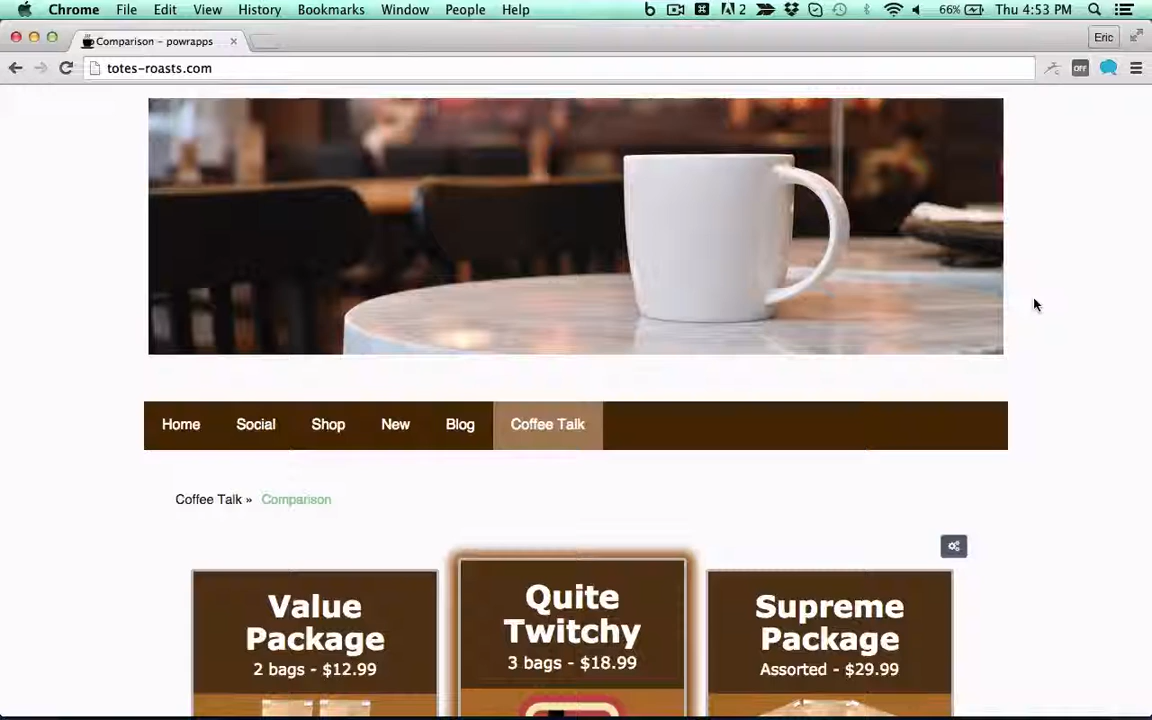 Chrome File Edit View History Bookmarks Window People Help 2 66% Thu 4:53 PM
Comparison - powrapps Eric
totes-roasts.com OFF
Home Social Shop New Blog Coffee Talk
Coffee Talk » Comparison
Value Package
2 bags - $12.99
Quite Twitchy
3 bags - $18.99
Supreme Package
Assorted - $29.99